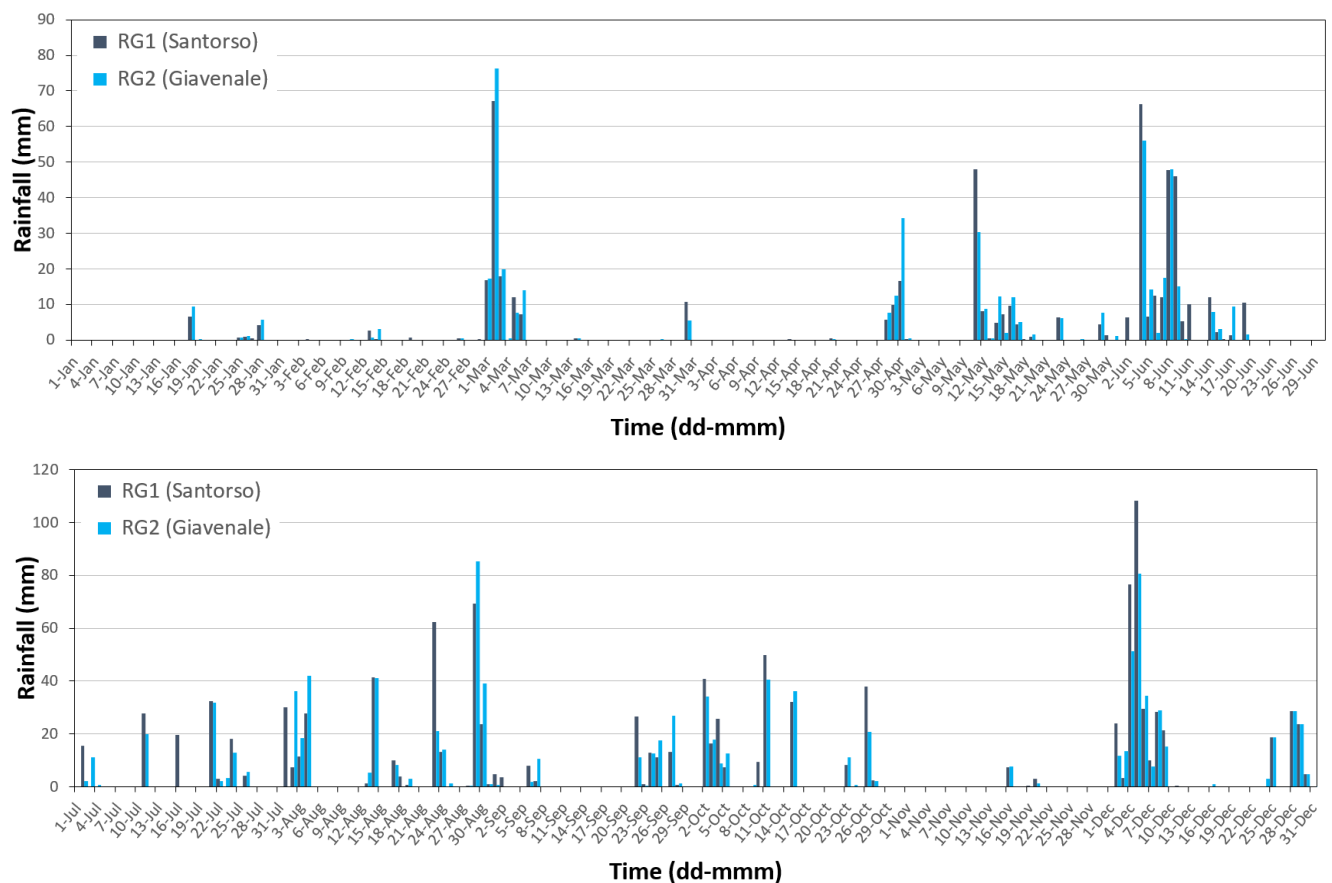 90
80
70
60
50
40
30
20
10
0
Rainfall (mm)
RG1 (Santorso)
RG2 (Giavenale)
1-Jan 4-Jan 7-Jan 10-Jan 13-Jan 16-Jan 19-Jan 22-Jan 25-Jan 28-Jan 31-Jan 3-Feb 6-Feb 9-Feb 12-Feb 15-Feb 18-Feb 21-Feb 24-Feb 27-Feb 1-Mar 4-Mar 7-Mar 10-Mar 13-Mar 16-Mar 19-Mar 22-Mar 25-Mar 28-Mar 31-Mar 3-Apr 6-Apr 9-Apr 12-Apr 15-Apr 18-Apr 21-Apr 24-Apr 27-Apr 30-Apr 3-May 6-May 9-May 12-May 15-May 18-May 21-May 24-May 27-May 30-May 2-Jun 5-Jun 8-Jun 11-Jun 14-Jun 17-Jun 20-Jun 23-Jun 26-Jun 29-Jun
Time (dd-mmm)
120
100
80
60
40
20
0
Rainfall (mm)
RG1 (Santorso)
RG2 (Giavenale)
1-Jul 4-Jul 7-Jul 10-Jul 13-Jul 16-Jul 19-Jul 22-Jul 25-Jul 28-Jul 31-Jul 3-Aug 6-Aug 9-Aug 12-Aug 15-Aug 18-Aug 21-Aug 24-Aug 27-Aug 30-Aug 2-Sep 5-Sep 8-Sep 11-Sep 14-Sep 17-Sep 20-Sep 23-Sep 26-Sep 29-Sep 2-Oct 5-Oct 8-Oct 11-Oct 14-Oct 17-Oct 20-Oct 23-Oct 26-Oct 29-Oct 1-Nov 4-Nov 7-Nov 10-Nov 13-Nov 16-Nov 19-Nov 22-Nov 25-Nov 28-Nov 1-Dec 4-Dec 7-Dec 10-Dec 13-Dec 16-Dec 19-Dec 22-Dec 25-Dec 28-Dec 31-Dec
Time (dd-mmm)